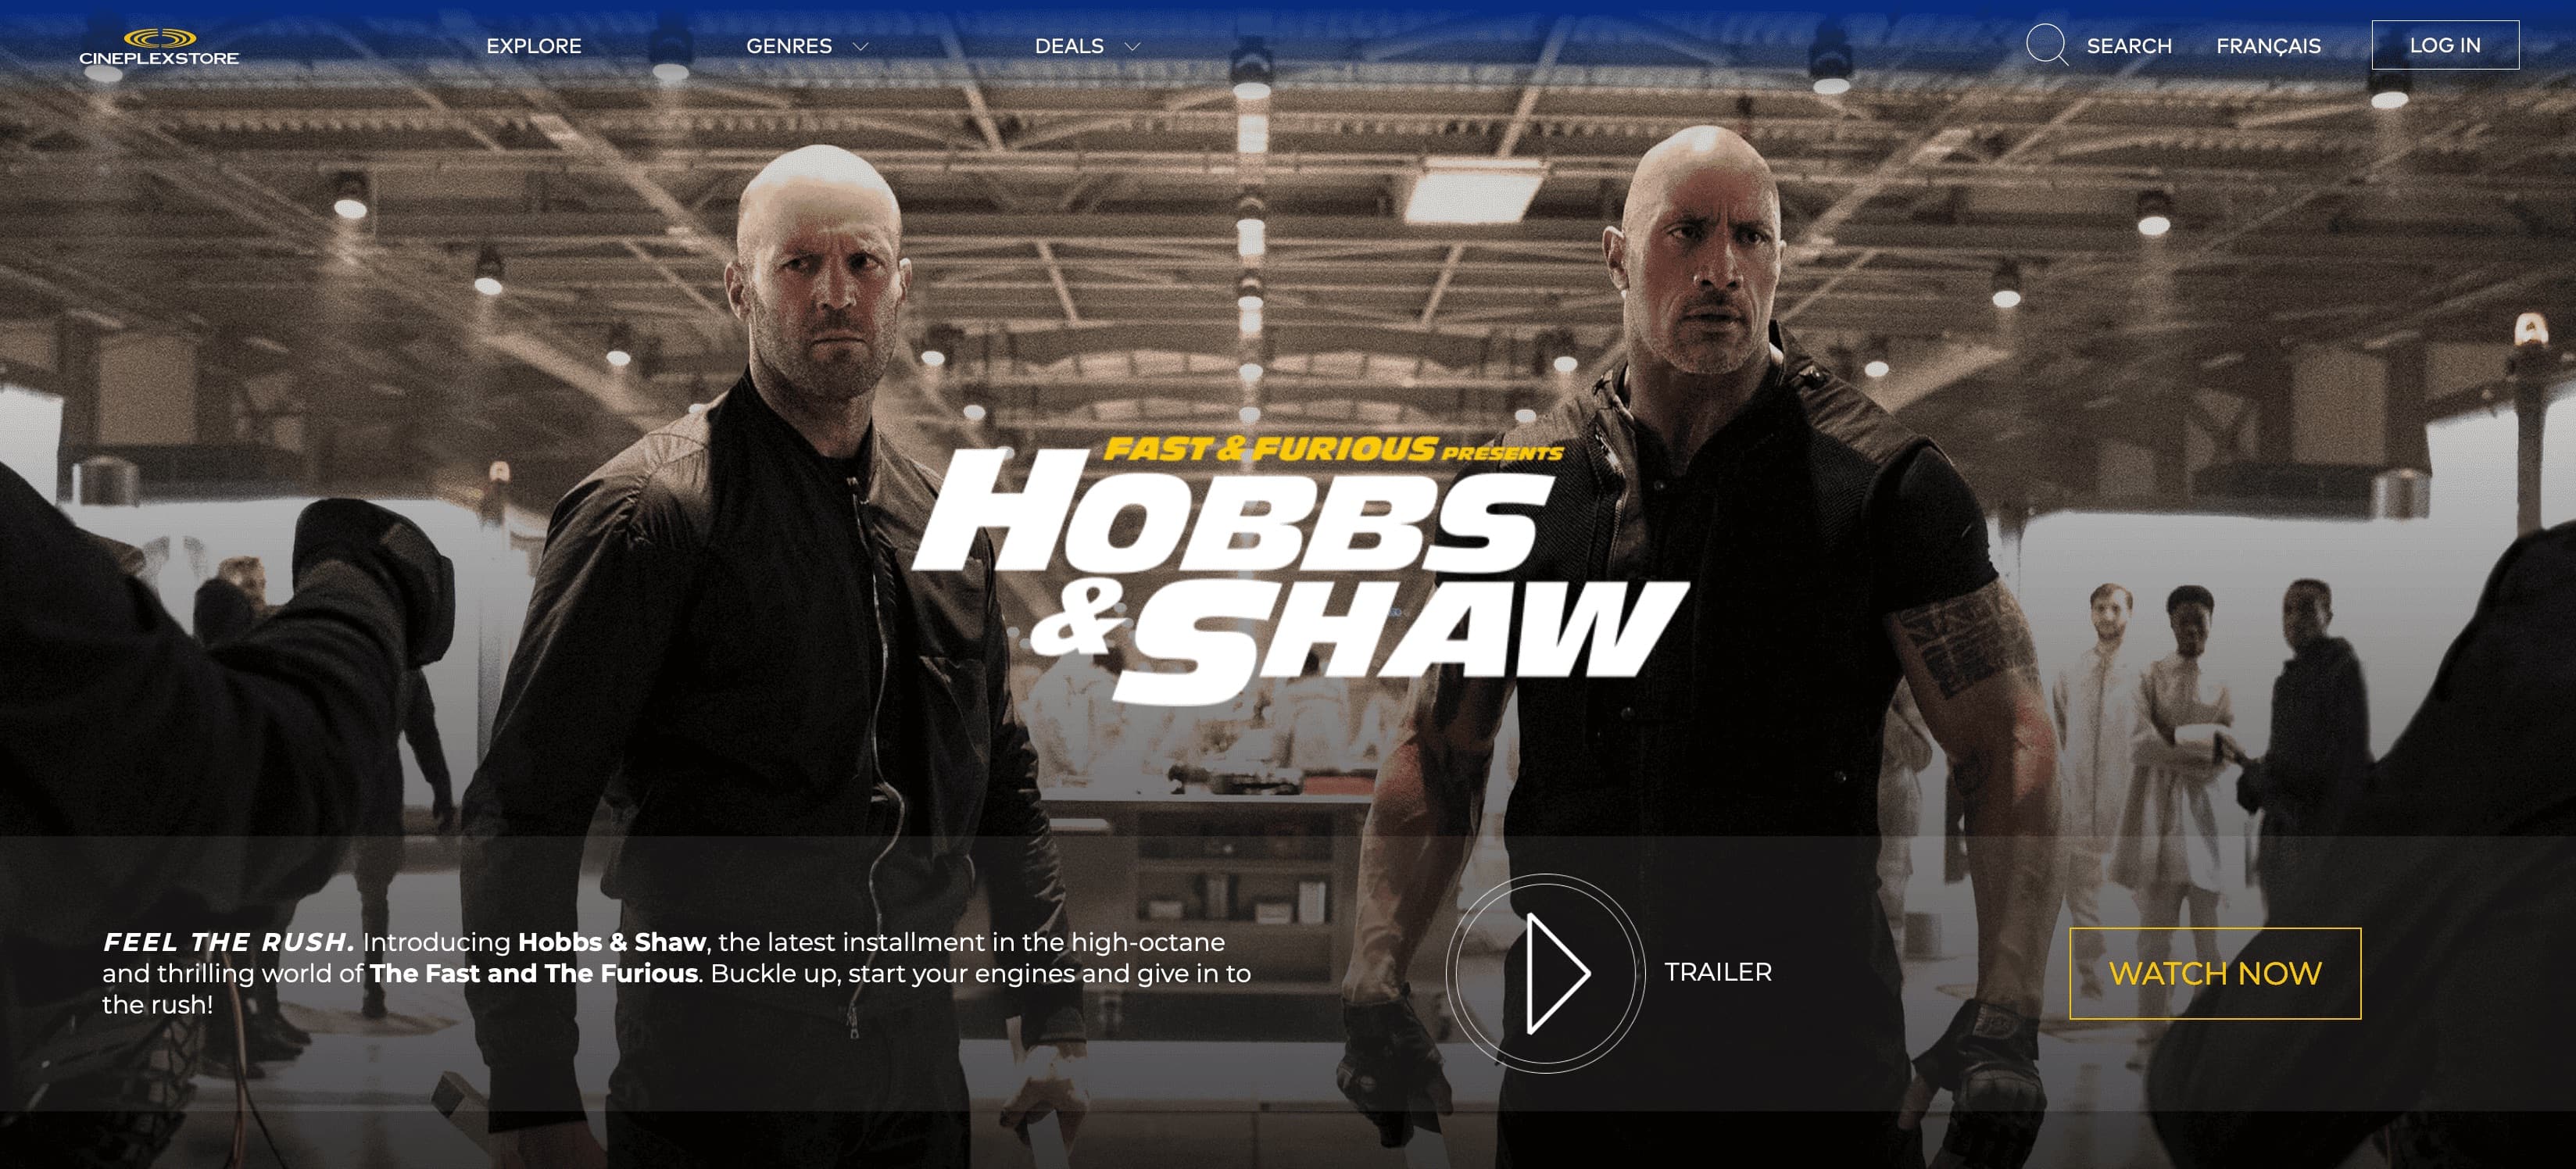 CINEPLEXSTORE
EXPLORE
GENRES
DEALS
SEARCH
FRANÇAIS
LOG IN
FAST & FURIOUS PRESENTS
HOBBS
& SHAW
FEEL THE RUSH. Introducing Hobbs & Shaw, the latest installment in the high-octane
and thrilling world of The Fast and The Furious. Buckle up, start your engines and give in to
the rush!
TRAILER
WATCH NOW